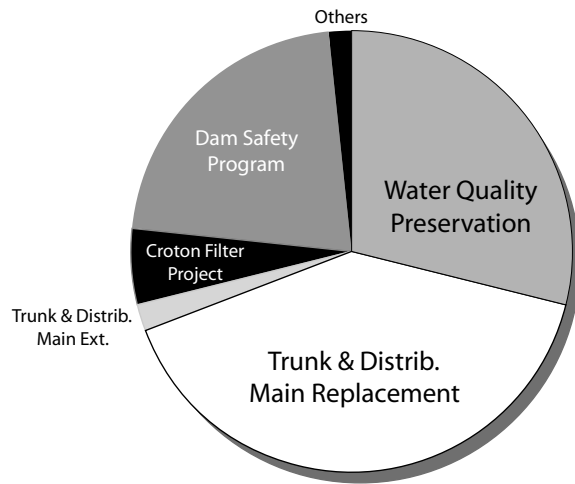 Others
Dam Safety
Program
Water Quality
Preservation
Croton Filter
Project
Trunk & Distrib.
Main Ext.
Trunk & Distrib.
Main Replacement